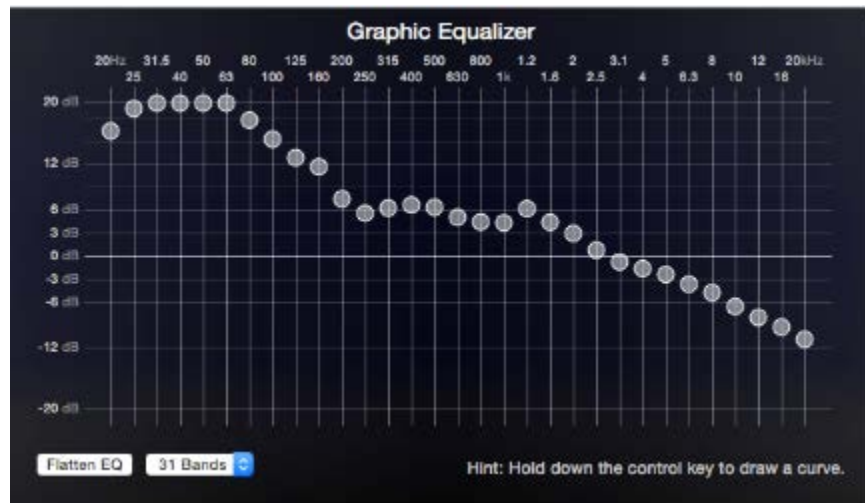 Graphic Equalizer
20Hz 31.5 50 80 125 200 315 500 800 1.2 2 3.1 5 8 12 20kHz
25 40 63 100 160 250 400 630 1k 1.6 2.5 4 6.3 10 16
20 dB
12 dB
6 dB
3 dB
0 dB
-3 dB
-6 dB
-12 dB
-20 dB
Flatten EQ 31 Bands Hint: Hold down the control key to draw a curve.